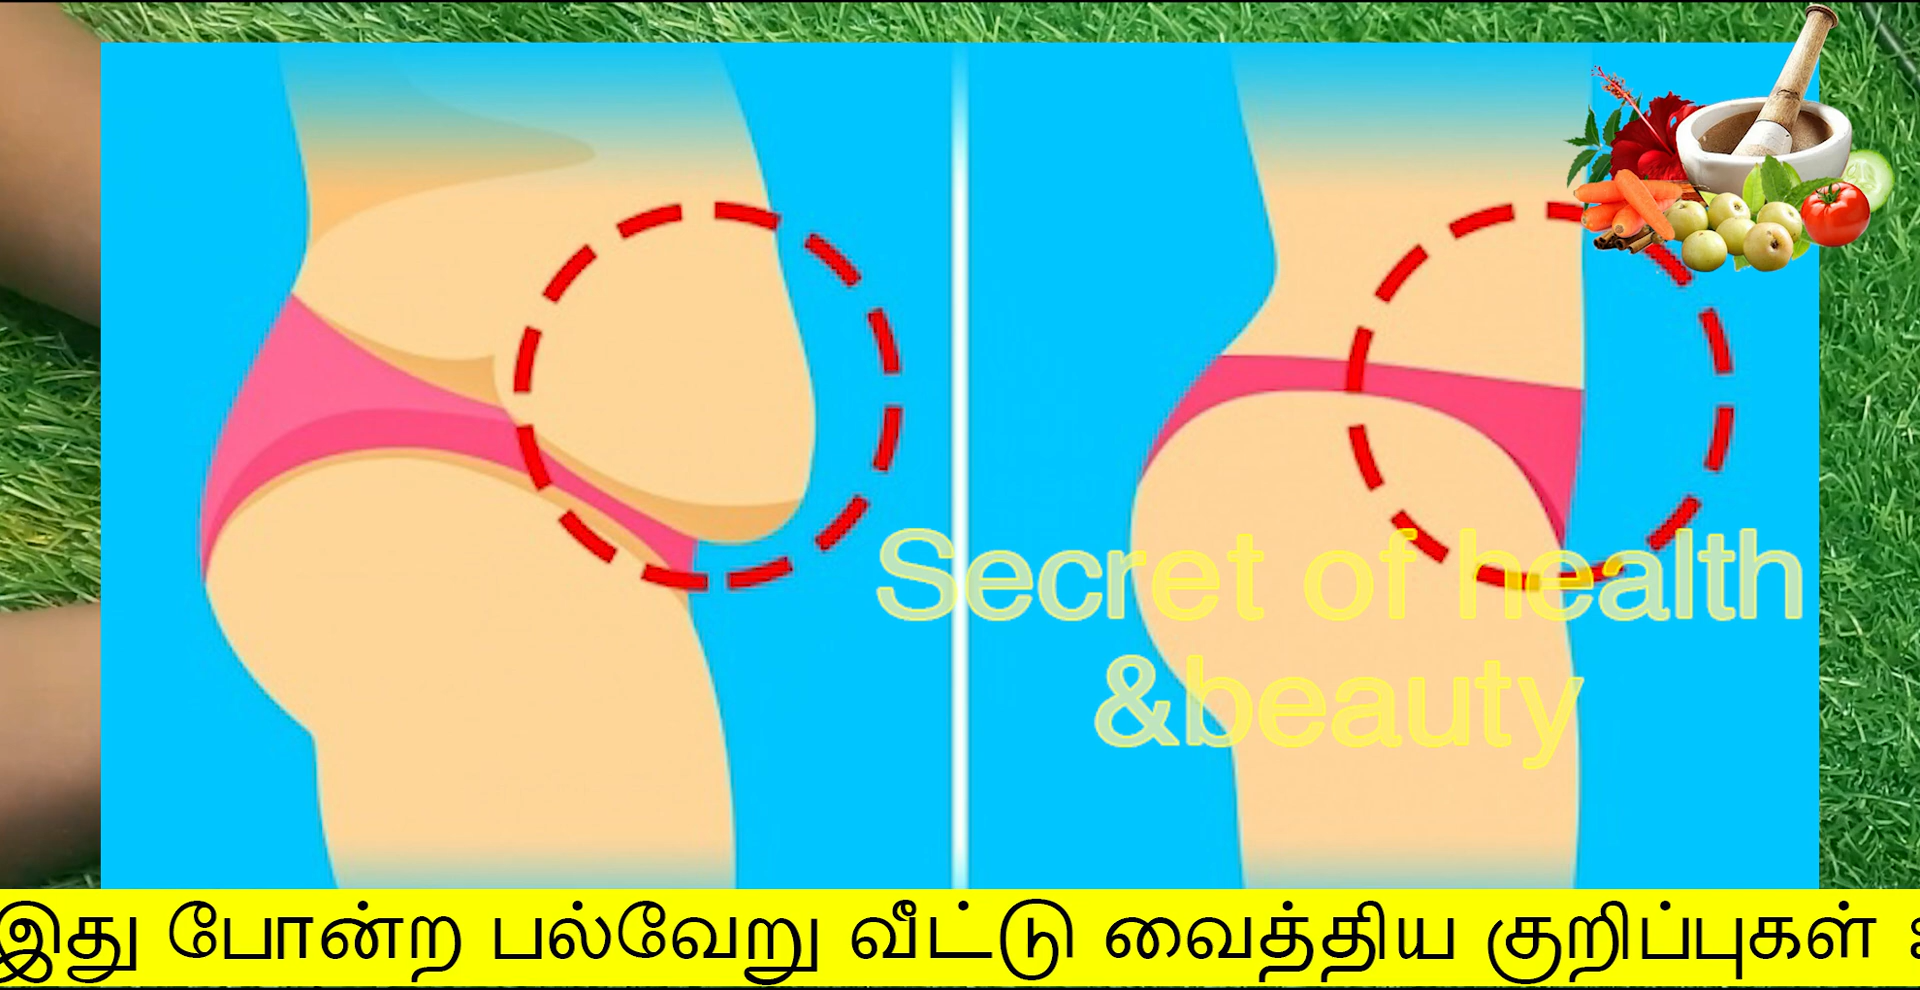 Secret of health
&beauty
இது போன்ற பல்வேறு வீட்டு வைத்திய குறிப்புகள்